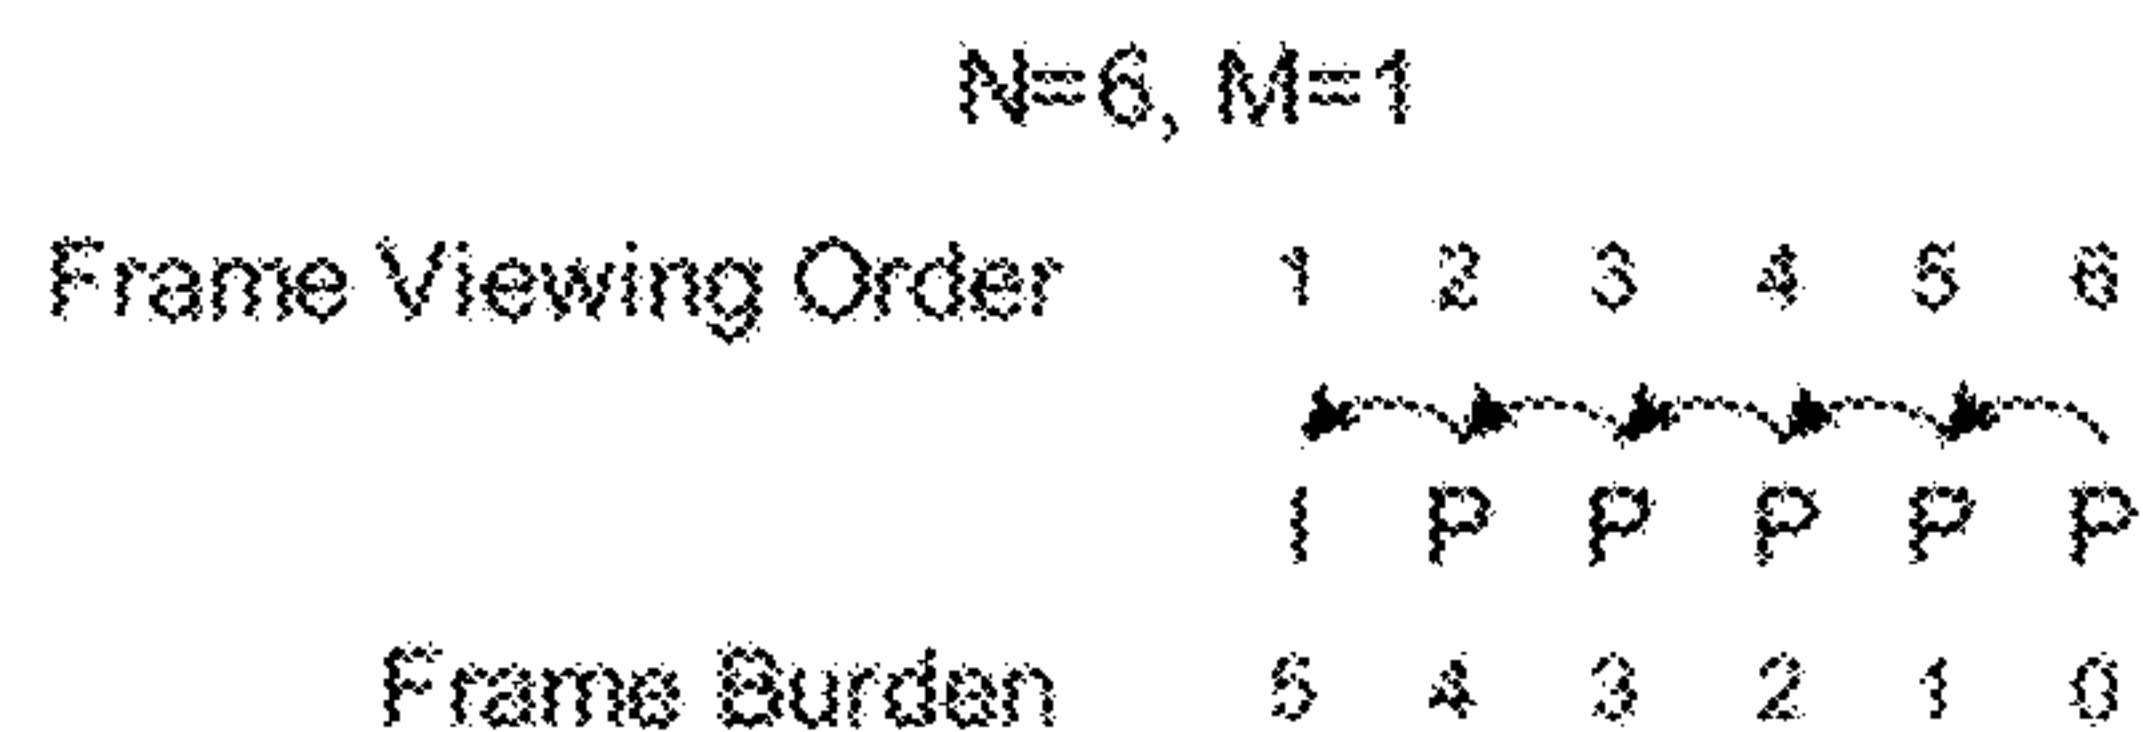 N=6, M=1
Frame Viewing Order 1 2 3 4 5 6
I P P P P P
Frame Burden 5 4 3 2 1 0